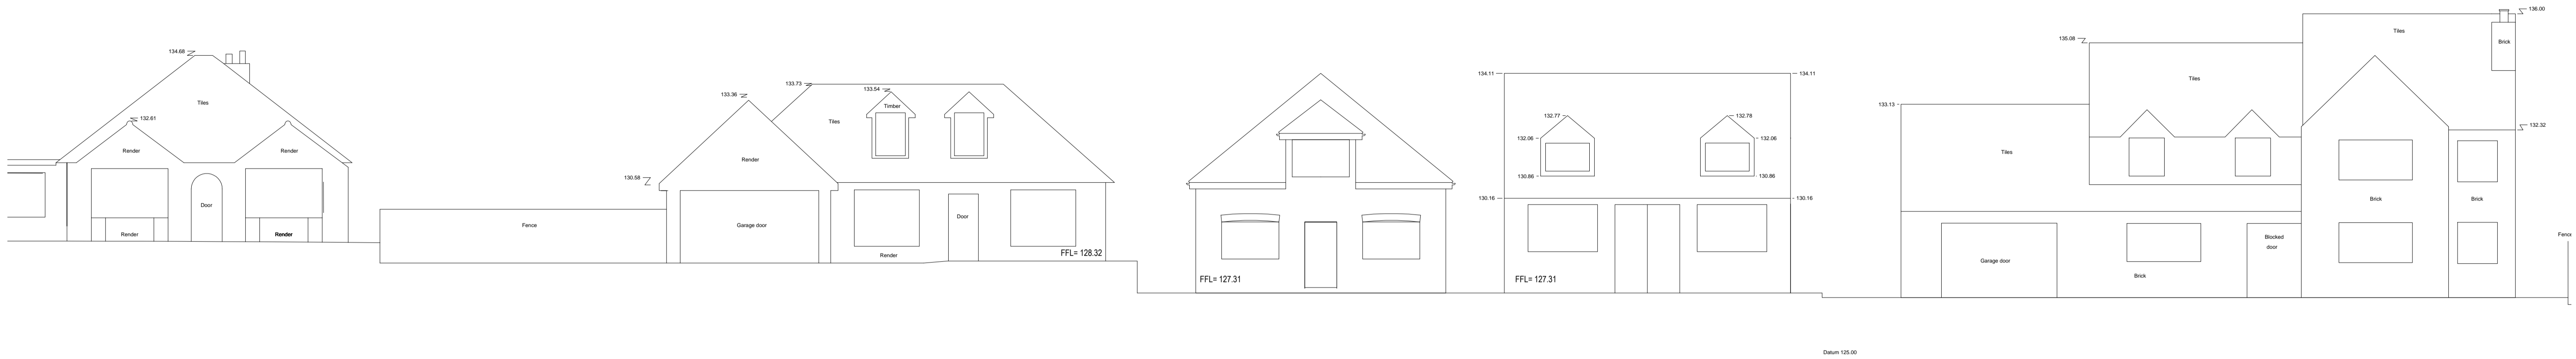 134.68
Tiles
132.61
Render
Render
Door
Render
Render
Fence
130.58
133.36
Render
Garage door
133.73
133.54
Timber
Tiles
Door
Render
FFL= 128.32
FFL= 127.31
134.11
134.11
132.77
132.78
132.06
132.06
130.86
130.86
130.16
130.16
FFL= 127.31
133.13
Tiles
Garage door
135.08
Tiles
Brick
Blocked
door
136.00
Tiles
Brick
132.32
Brick
Brick
Fence
Datum 125.00